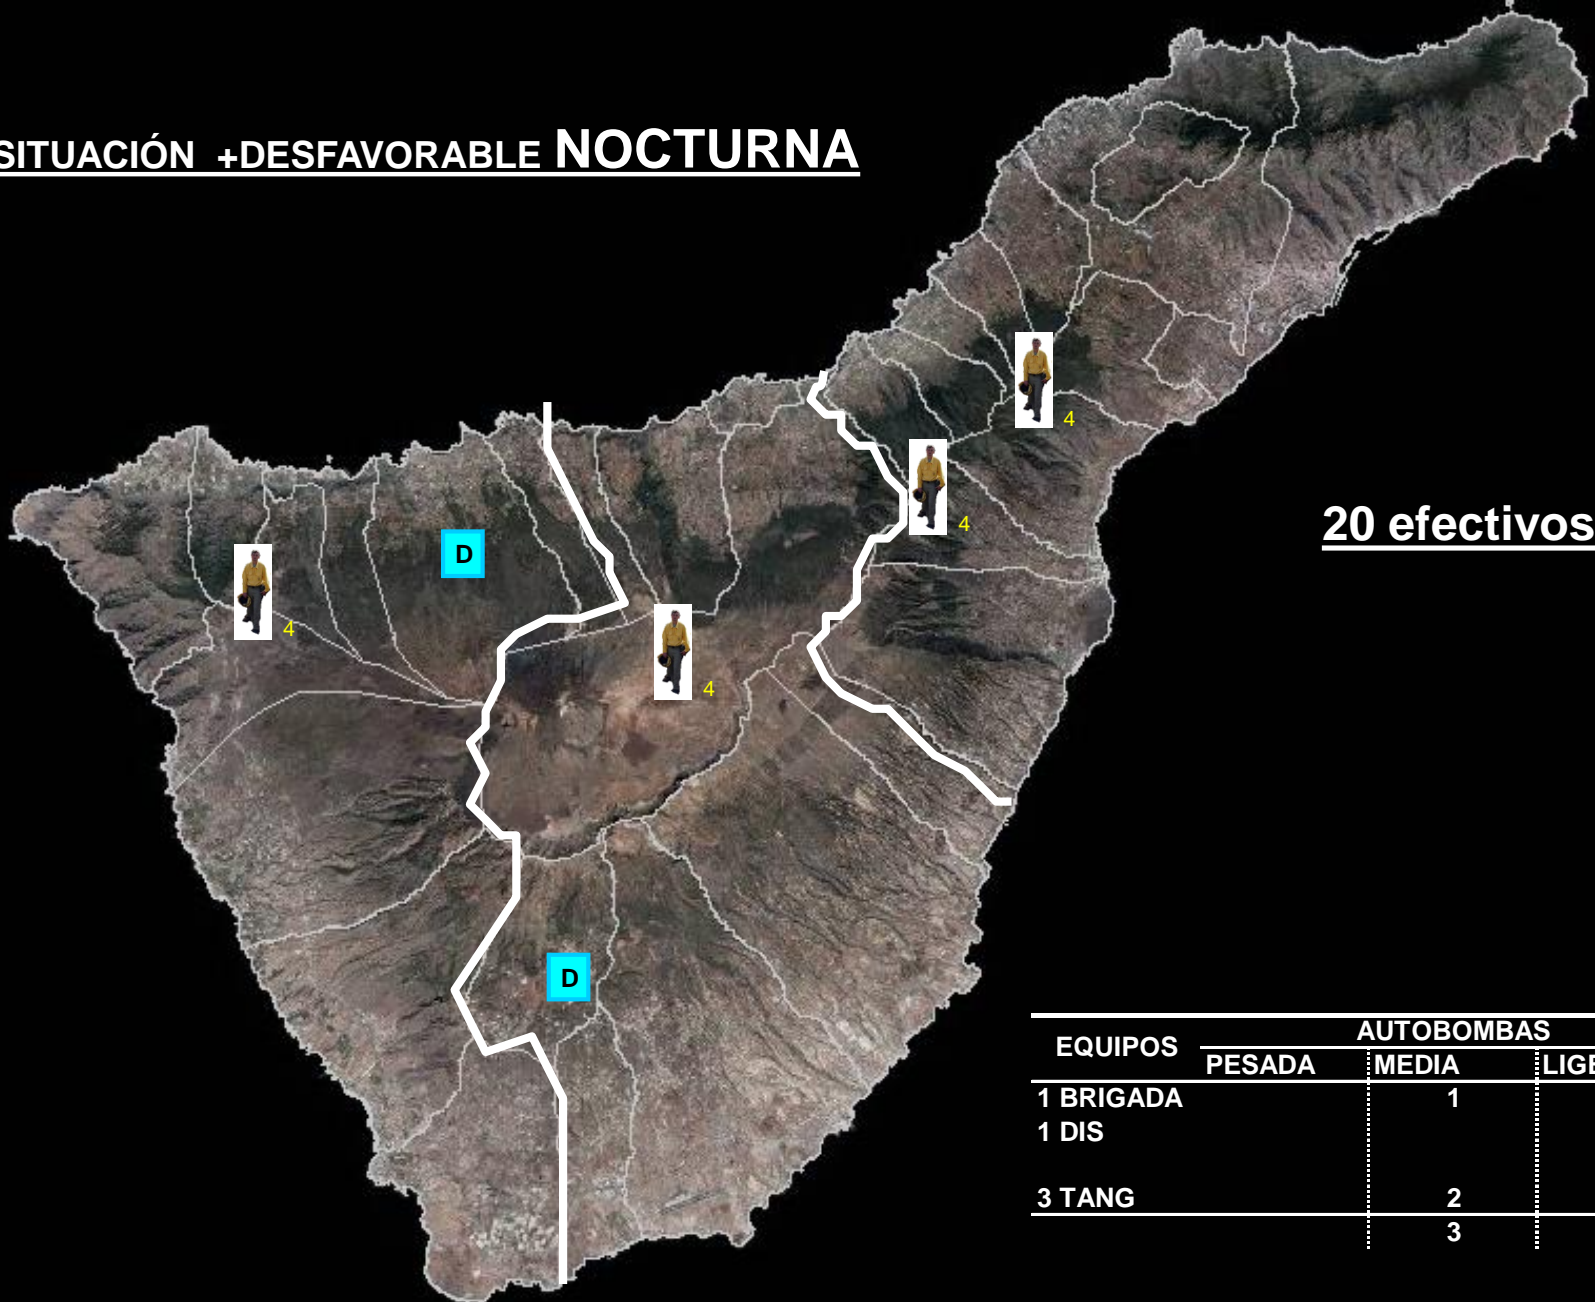 SITUACIÓN +DESFAVORABLE NOCTURNA
4
4
20 efectivos
D
4
4
D
EQUIPOS AUTOBOMBAS
PESADA MEDIA
1 BRIGADA 1
1 DIS
3 TANG 2
3